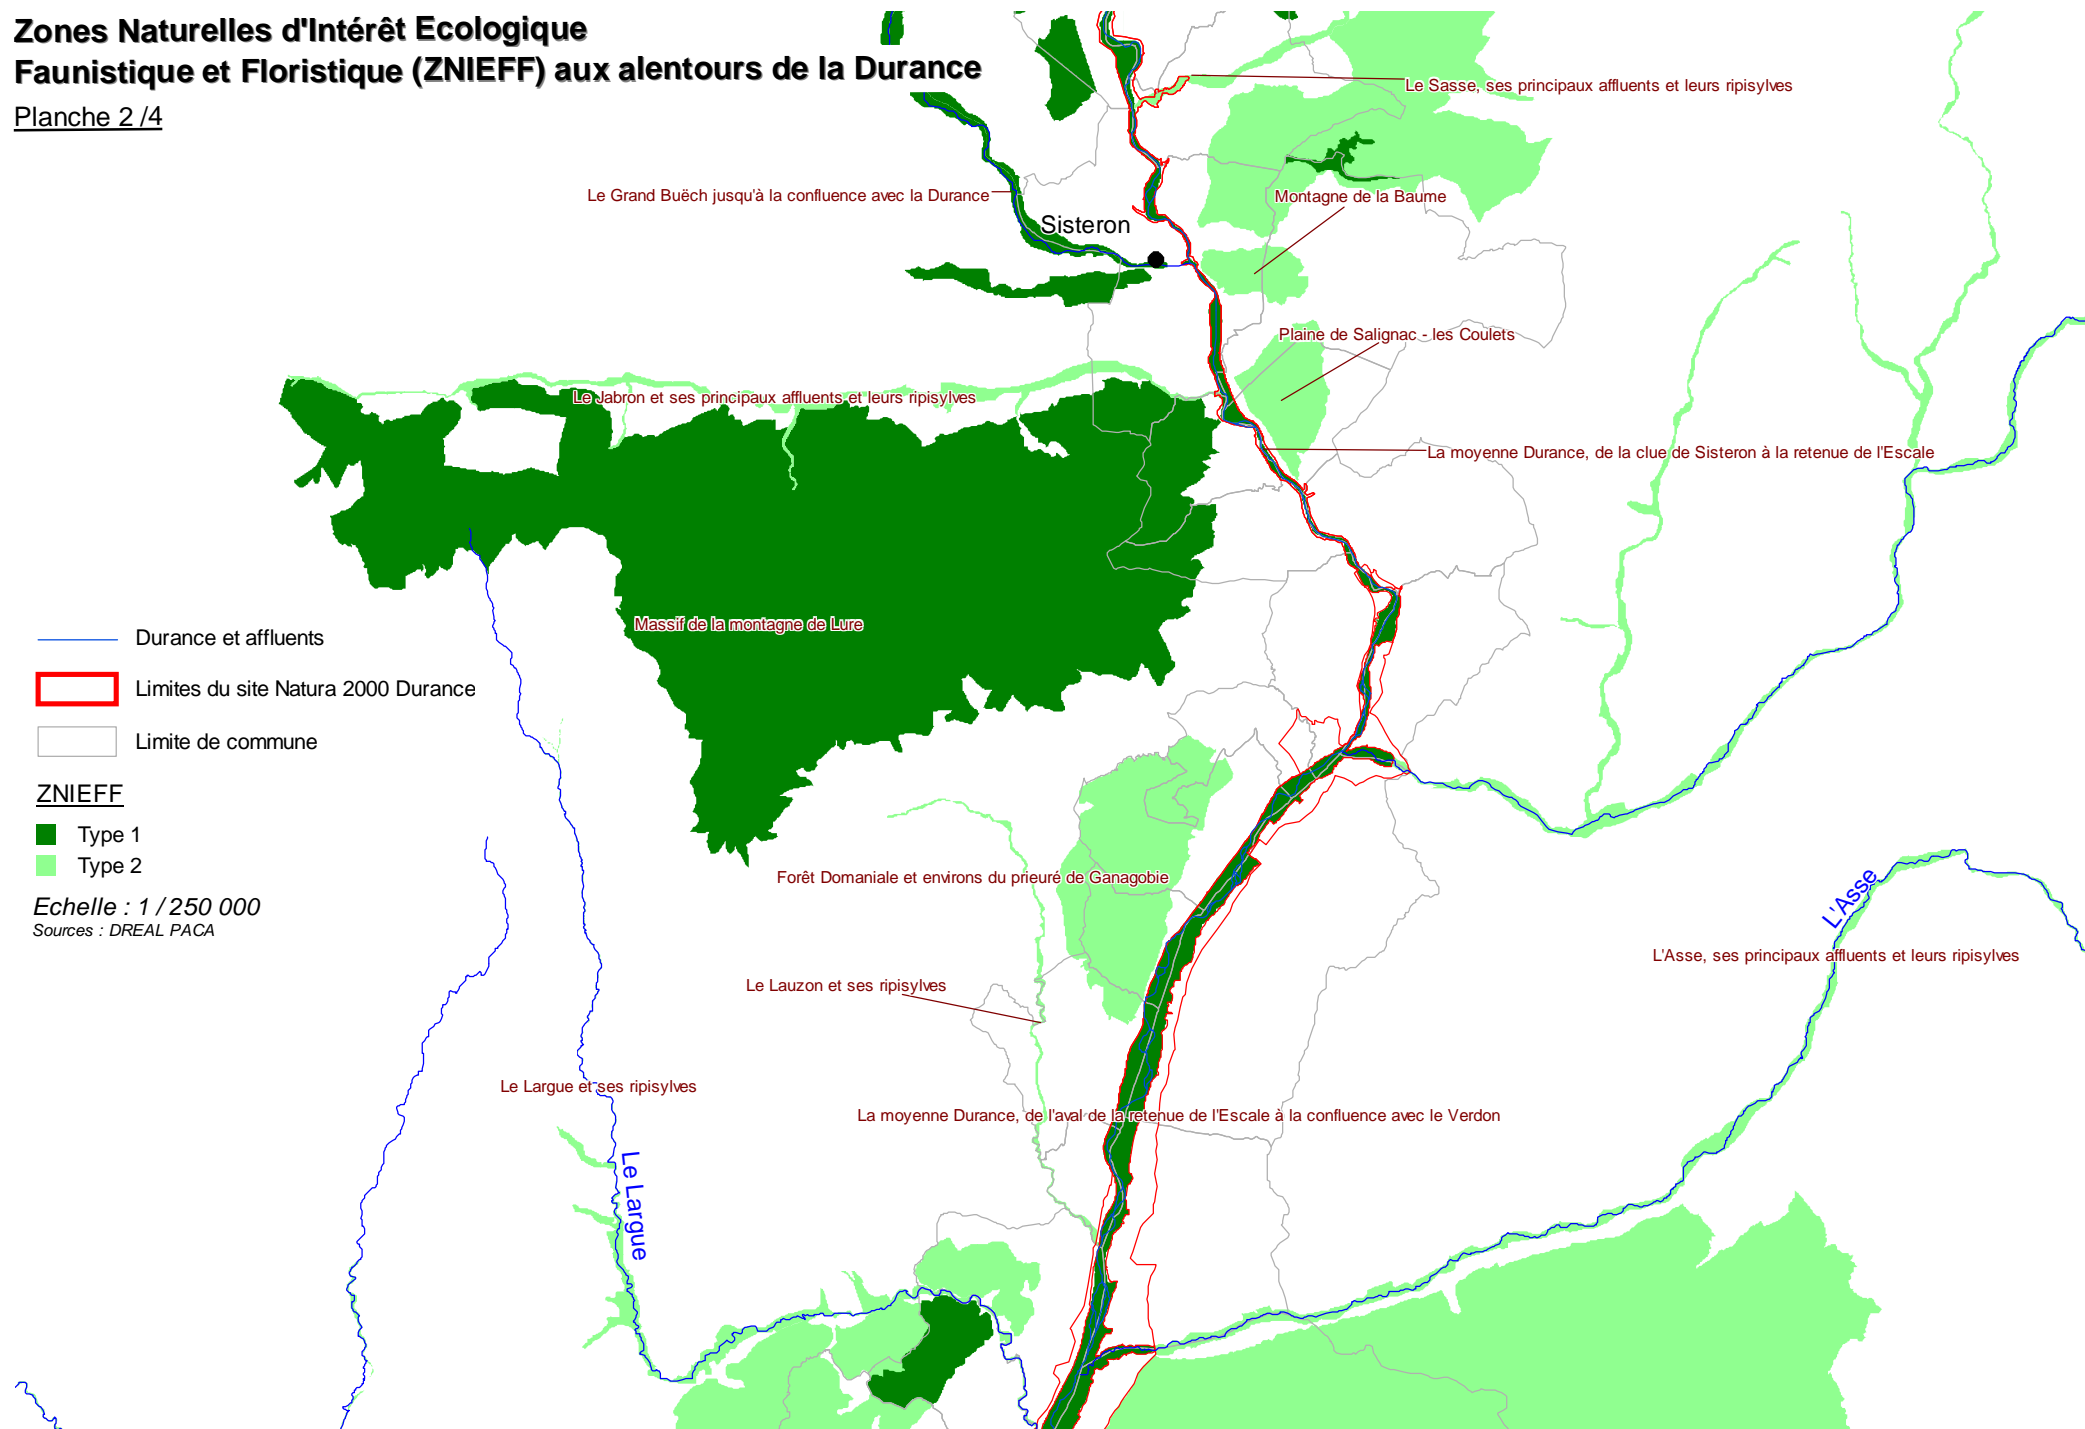 Zones Naturelles d'Intérêt Ecologique
Faunistique et Floristique (ZNIEFF) aux alentours de la Durance
Planche 2 /4
Le Sasse, ses principaux affluents et leurs ripisylves
Le Grand Buëch jusqu'à la confluence avec la Durance
Montagne de la Baume
Sisteron
Plaine de Salignac - les Coulets
Le Jabron et ses principaux affluents et leurs ripisylves
La moyenne Durance, de la clue de Sisteron à la retenue de l'Escale
Massif de la montagne de Lure
Durance et affluents
Limites du site Natura 2000 Durance
Limite de commune
ZNIEFF
Type 1
Type 2
Echelle : 1 / 250 000
Sources : DREAL PACA
Forêt Domaniale et environs du prieuré de Ganagobie
L'Asse
L'Asse, ses principaux affluents et leurs ripisylves
Le Lauzon et ses ripisylves
Le Largue et ses ripisylves
La moyenne Durance, de l'aval de la retenue de l'Escale à la confluence avec le Verdon
Le Largue